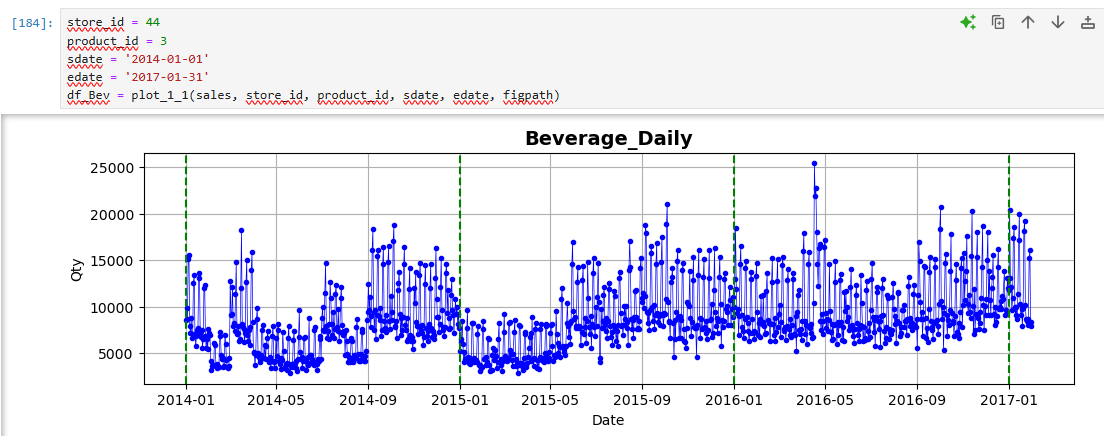 [184]: store_id = 44
product_id = 3
sdate = '2014-01-01'
edate = '2017-01-31'
df_Bev = plot_1_1(sales, store_id, product_id, sdate, edate, figpath)
Beverage_Daily
25000
20000
15000
10000
5000
Qty
2014-01 2014-05 2014-09 2015-01 2015-05 2015-09 2016-01 2016-05 2016-09 2017-01
Date